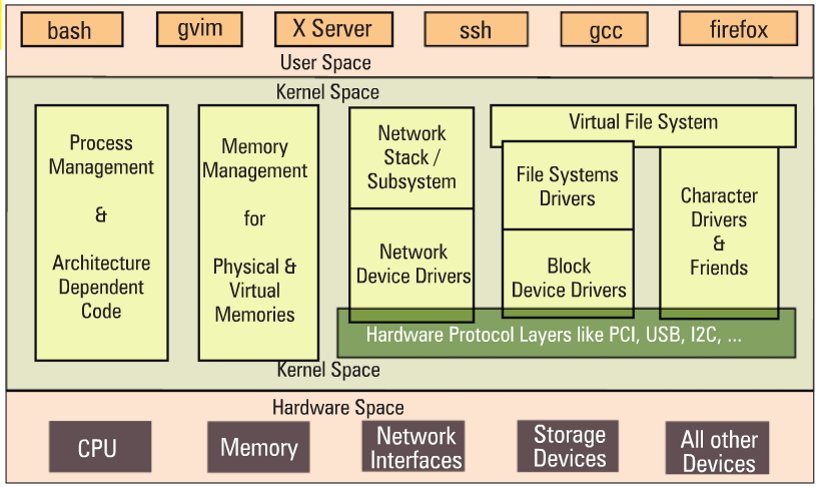 bash
gvim
X Server
ssh
gcc
firefox
User Space
Kernel Space
Process
Management
&
Architecture
Dependent
Code
Memory
Management
for
Physical &
Virtual
Memories
Network
Stack /
Subsystem
Network
Device Drivers
Virtual File System
File Systems
Drivers
Block
Device Drivers
Character
Drivers
&
Friends
Hardware Protocol Layers like PCI, USB, I2C, ...
Kernel Space
Hardware Space
CPU
Memory
Network
Interfaces
Storage
Devices
All other
Devices